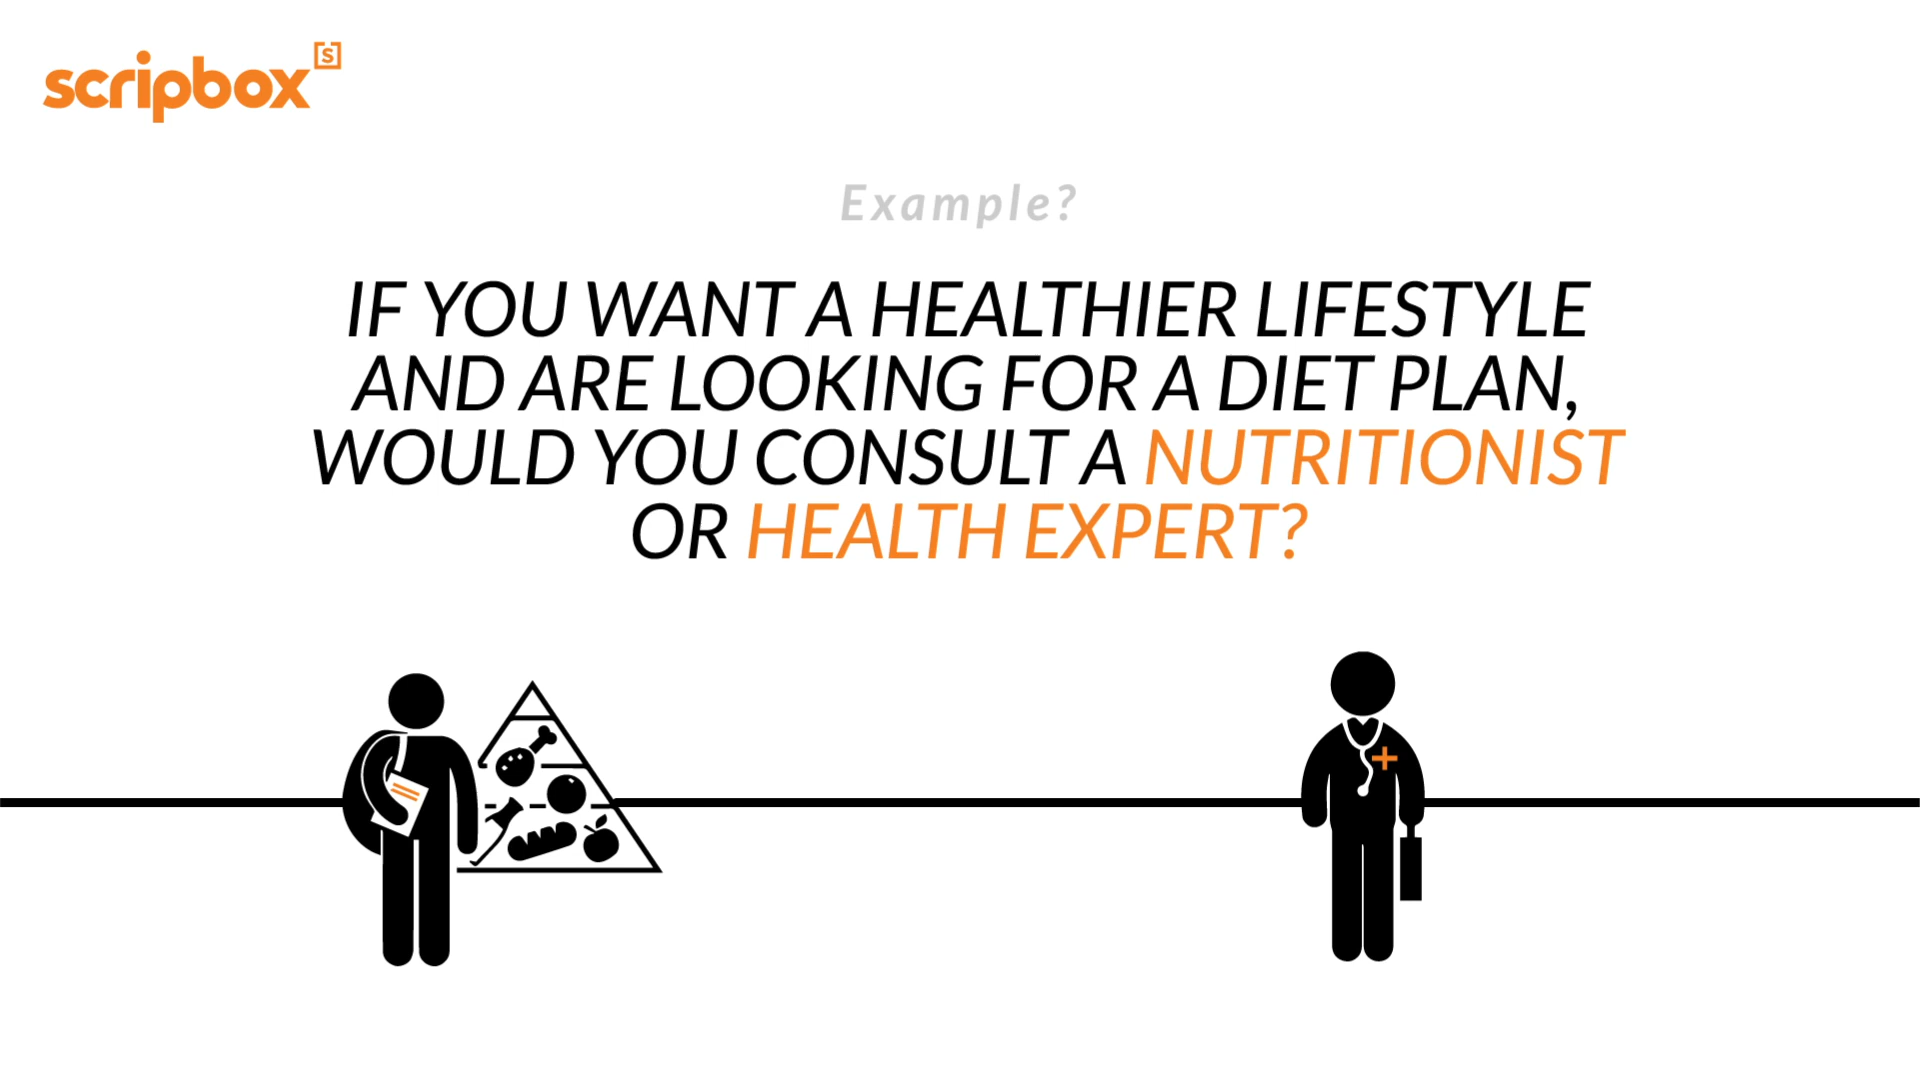 scripbox [s]
Example?
IF YOU WANT A HEALTHIER LIFESTYLE
AND ARE LOOKING FOR A DIET PLAN,
WOULD YOU CONSULT A NUTRITIONIST
OR HEALTH EXPERT?